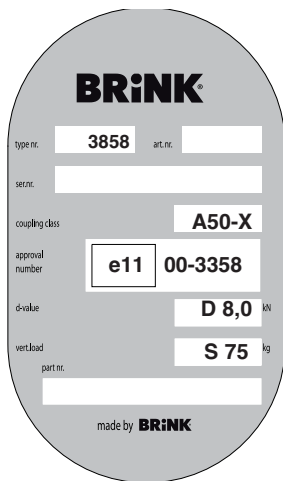 BRiNK®
type nr. 3858 art.nr.
ser.nr.
coupling class A50-X
approval
number e11 00-3358
d-value D 8,0 kN
vert.load S 75 kg
part nr.
made by BRiNK